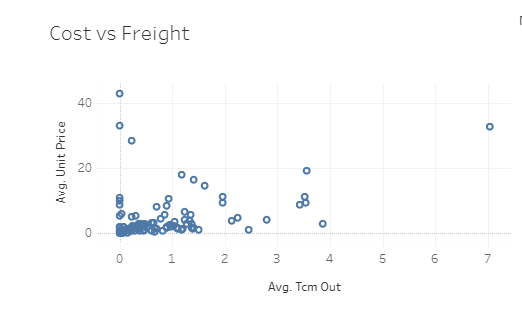 Cost vs Freight
40
20
0
Avg. Unit Price
0 1 2 3 4 5 6 7
Avg. Tcm Out